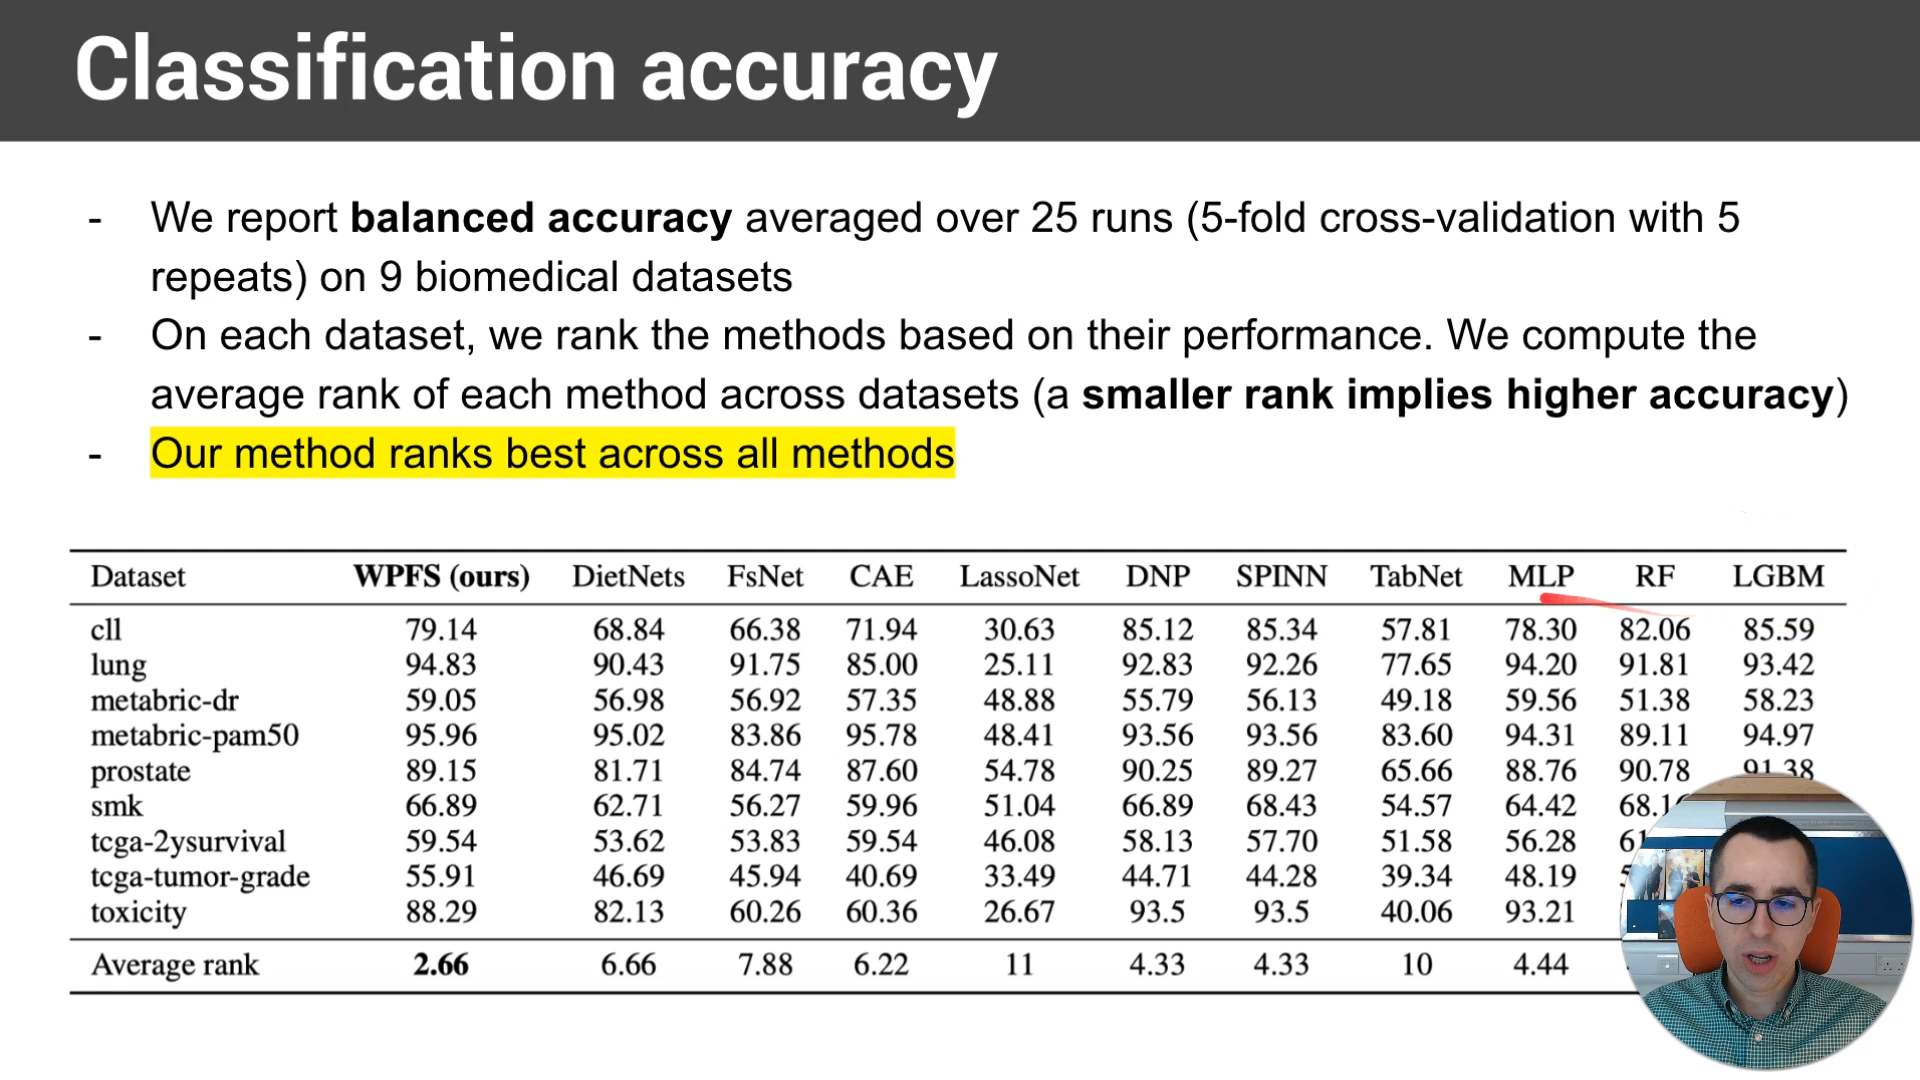 Classification accuracy
- We report balanced accuracy averaged over 25 runs (5-fold cross-validation with 5
repeats) on 9 biomedical datasets
- On each dataset, we rank the methods based on their performance. We compute the
average rank of each method across datasets (a smaller rank implies higher accuracy)
- Our method ranks best across all methods
Dataset WPFS (ours) DietNets FsNet CAE LassoNet DNP SPINN TabNet MLP RF LGBM
cll 79.14 68.84 66.38 71.94 30.63 85.12 85.34 57.81 78.30 82.06 85.59
lung 94.83 90.43 91.75 85.00 25.11 92.83 92.26 77.65 94.20 91.81 93.42
metabric-dr 59.05 56.98 56.92 57.35 48.88 55.79 56.13 49.18 59.56 51.38 58.23
metabric-pam50 95.96 95.02 83.86 95.78 48.41 93.56 93.56 83.60 94.31 89.11 94.97
prostate 89.15 81.71 84.74 87.60 54.78 90.25 89.27 65.66 88.76 90.78 91.38
smk 66.89 62.71 56.27 59.96 51.04 66.89 68.43 54.57 64.42
tcga-2ysurvival 59.54 53.62 53.83 59.54 46.08 58.13 57.70 51.58 56.28
tcga-tumor-grade 55.91 46.69 45.94 40.69 33.49 44.71 44.28 39.34 48.19
toxicity 88.29 82.13 60.26 60.36 26.67 93.5 93.5 40.06 93.21
Average rank 2.66 6.66 7.88 6.22 11 4.33 4.33 10 4.44